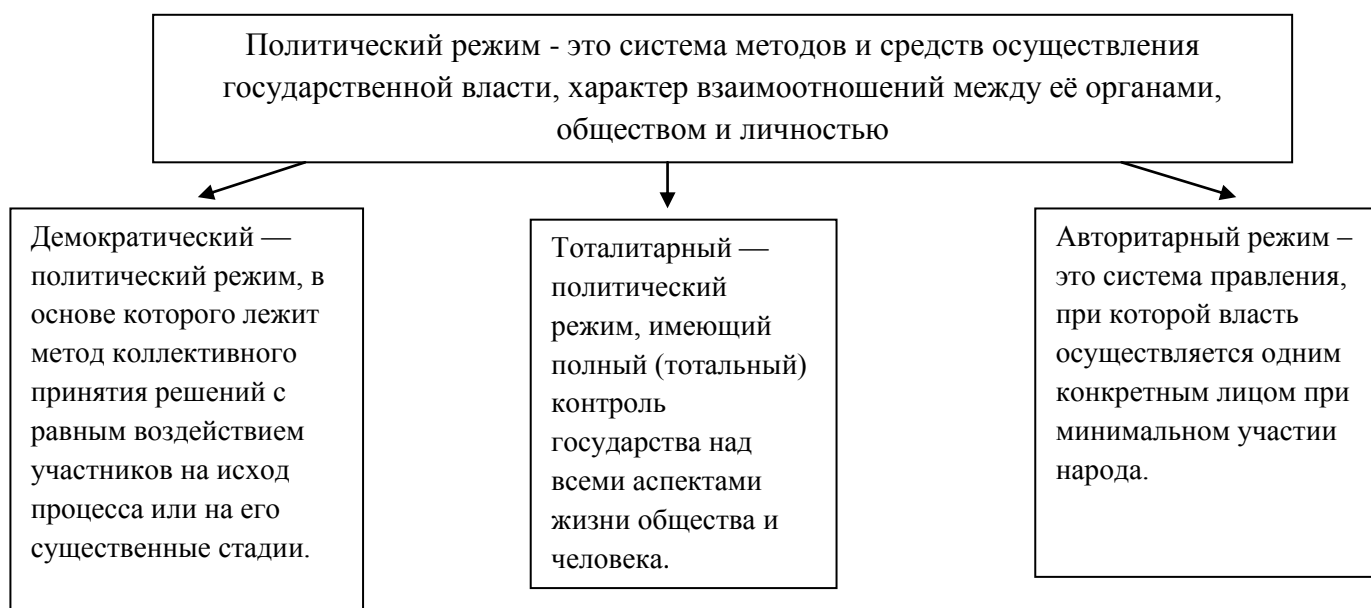 Политический режим - это система методов и средств осуществления
государственной власти, характер взаимоотношений между её органами,
обществом и личностью
Демократический —
политический режим, в
основе которого лежит
метод коллективного
принятия решений с
равным воздействием
участников на исход
процесса или на его
существенные стадии.
Тоталитарный —
политический
режим, имеющий
полный (тотальный)
контроль
государства над
всеми аспектами
жизни общества и
человека.
Авторитарный режим –
это система правления,
при которой власть
осуществляется одним
конкретным лицом при
минимальном участии
народа.